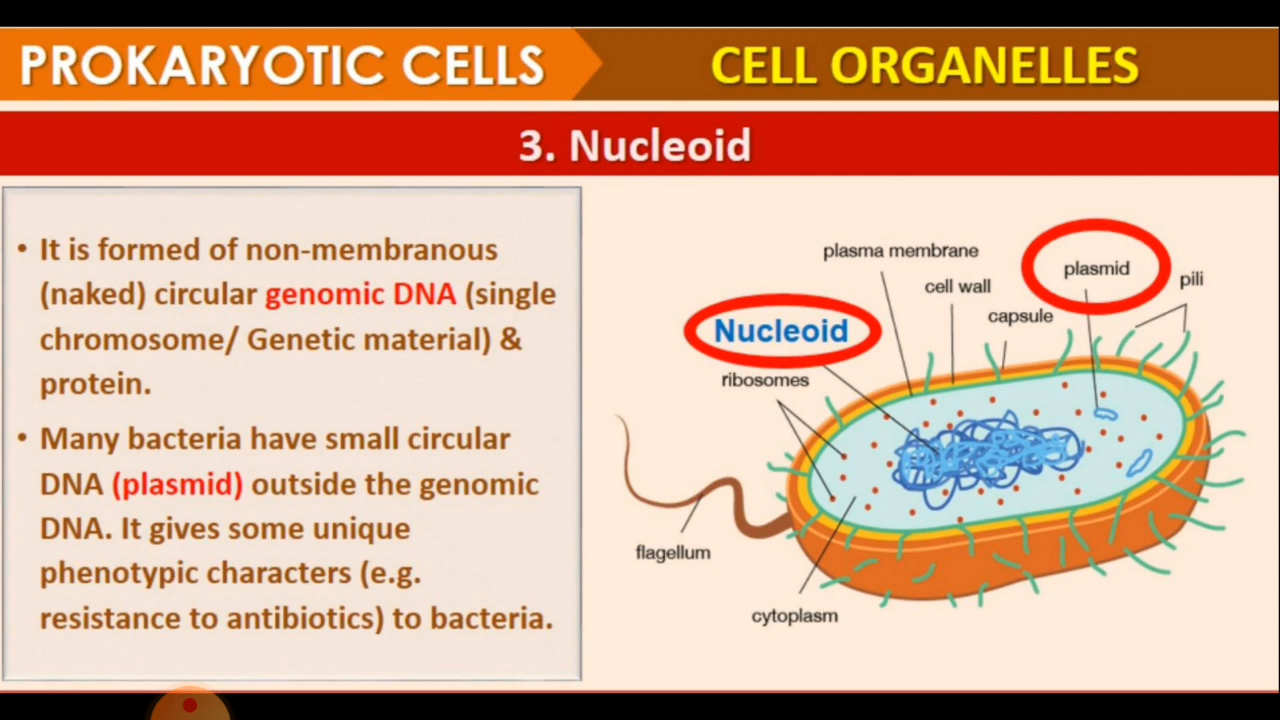 PROKARYOTIC CELLS
CELL ORGANELLES
3. Nucleoid
• It is formed of non-membranous
(naked) circular genomic DNA (single
chromosome/ Genetic material) &
protein.
• Many bacteria have small circular
DNA (plasmid) outside the genomic
DNA. It gives some unique
phenotypic characters (e.g.
resistance to antibiotics) to bacteria.
plasma membrane
plasmid
pili
cell wall
capsule
Nucleoid
ribosomes
flagellum
cytoplasm